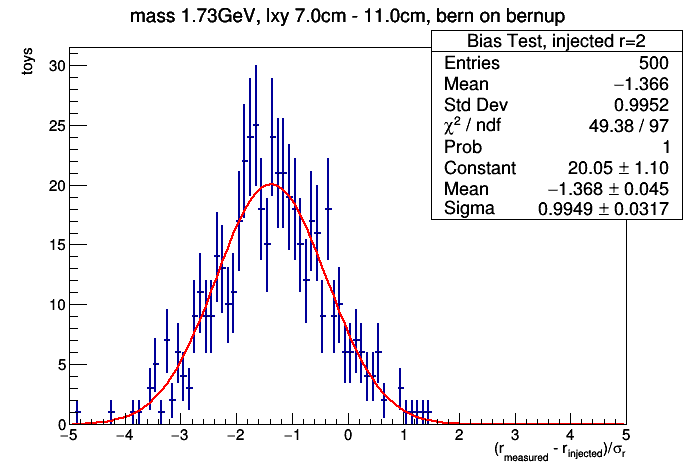 mass 1.73GeV, lxy 7.0cm - 11.0cm, bern on bernup
toys
Bias Test, injected r=2
Entries 500
Mean −1.366
Std Dev 0.9952
χ² / ndf 49.38 / 97
Prob 1
Constant 20.05 ± 1.10
Mean −1.368 ± 0.045
Sigma 0.9949 ± 0.0317
30
25
20
15
10
5
0
−5 −4 −3 −2 −1 0 1 2 3 4 5
(r_measured - r_injected)/σ_r